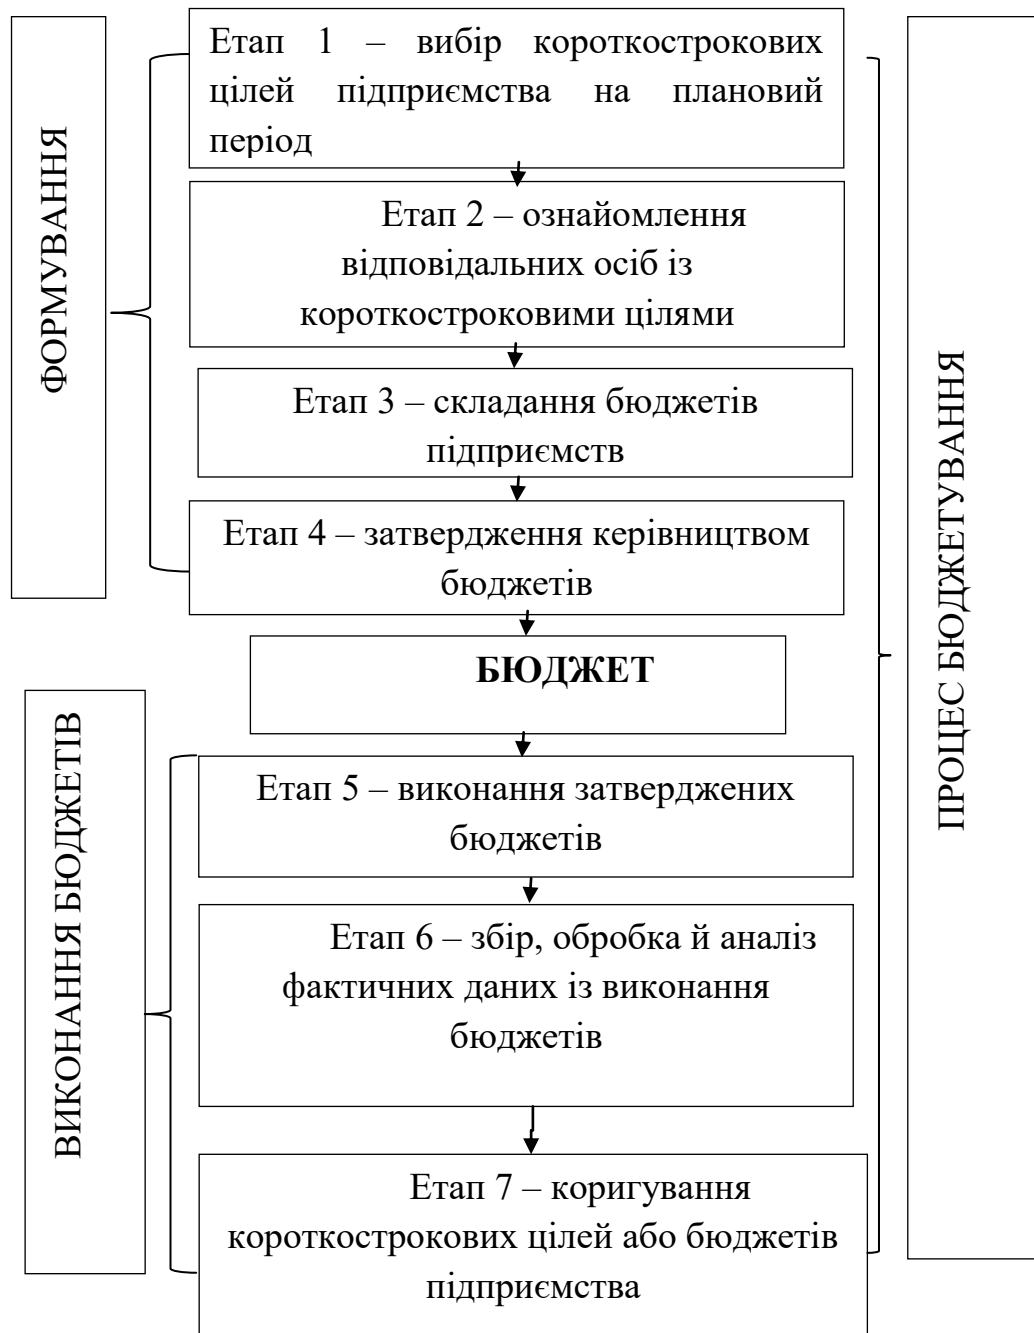 ФОРМУВАННЯ
Етап 1 – вибір короткострокових
цілей підприємства на плановий
період
Етап 2 – ознайомлення
відповідальних осіб із
короткостроковими цілями
Етап 3 – складання бюджетів
підприємств
Етап 4 – затвердження керівництвом
бюджетів
БЮДЖЕТ
ВИКОНАННЯ БЮДЖЕТІВ
Етап 5 – виконання затверджених
бюджетів
Етап 6 – збір, обробка й аналіз
фактичних даних із виконання
бюджетів
Етап 7 – коригування
короткострокових цілей або бюджетів
підприємства
ПРОЦЕС БЮДЖЕТУВАННЯ